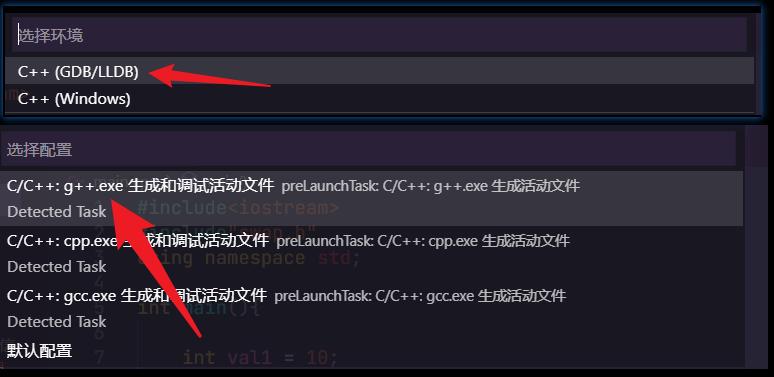 选择环境
C++ (GDB/LLDB)
C++ (Windows)
选择配置
C/C++: g++.exe 生成和调试活动文件 preLaunchTask: C/C++: g++.exe 生成活动文件
Detected Task
#include<iostream>
C/C++: cpp.exe 生成和调试活动文件 preLaunchTask: C/C++: cpp.exe 生成活动文件
using namespace std;
Detected Task
C/C++: gcc.exe 生成和调试活动文件 preLaunchTask: C/C++: gcc.exe 生成活动文件
int main(){
Detected Task
默认配置
7 int val1 = 10;